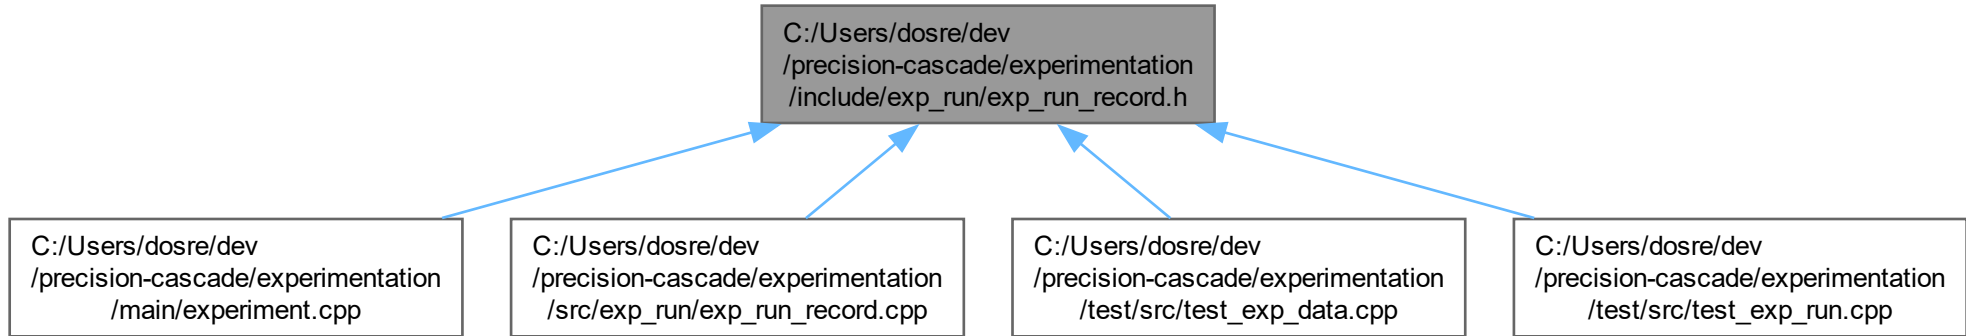 C:/Users/dosre/dev
/precision-cascade/experimentation
/include/exp_run/exp_run_record.h
C:/Users/dosre/dev
/precision-cascade/experimentation
/main/experiment.cpp
C:/Users/dosre/dev
/precision-cascade/experimentation
/src/exp_run/exp_run_record.cpp
C:/Users/dosre/dev
/precision-cascade/experimentation
/test/src/test_exp_data.cpp
C:/Users/dosre/dev
/precision-cascade/experimentation
/test/src/test_exp_run.cpp